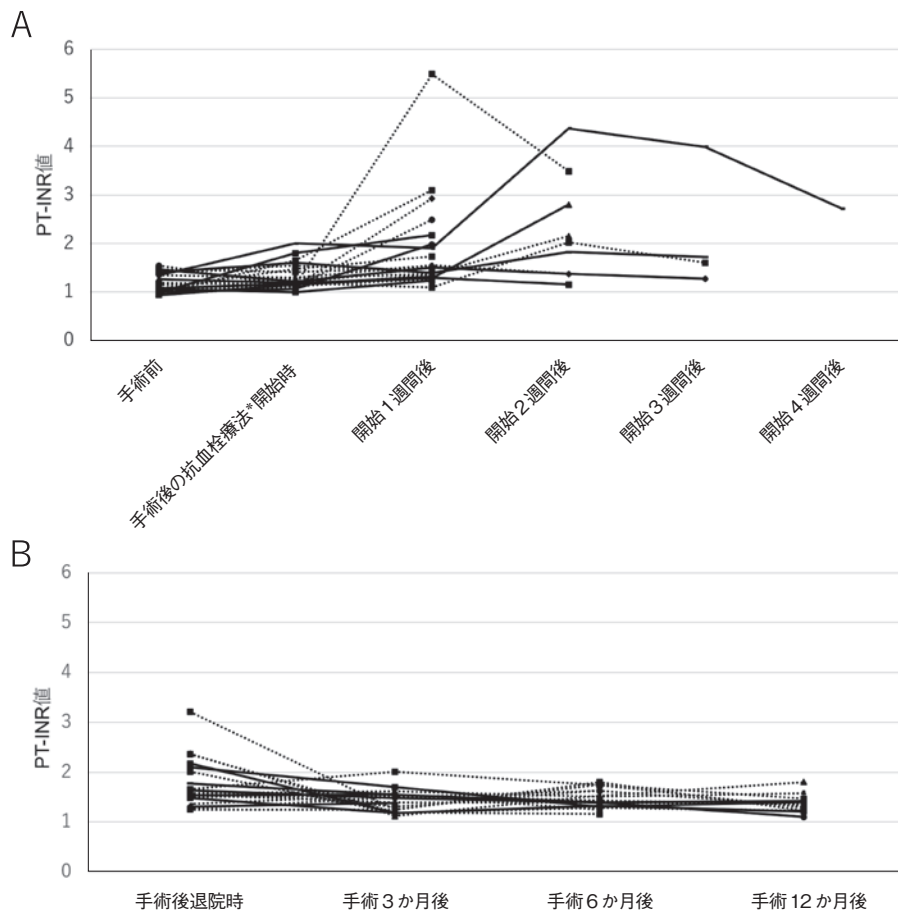 A
6
5
4
3
2
1
0
PT-INR値
手術前
手術後の抗血栓療法*開始時
開始1週間後
開始2週間後
開始3週間後
開始4週間後
B
6
5
4
3
2
1
0
PT-INR値
手術後退院時
手術3か月後
手術6か月後
手術12か月後